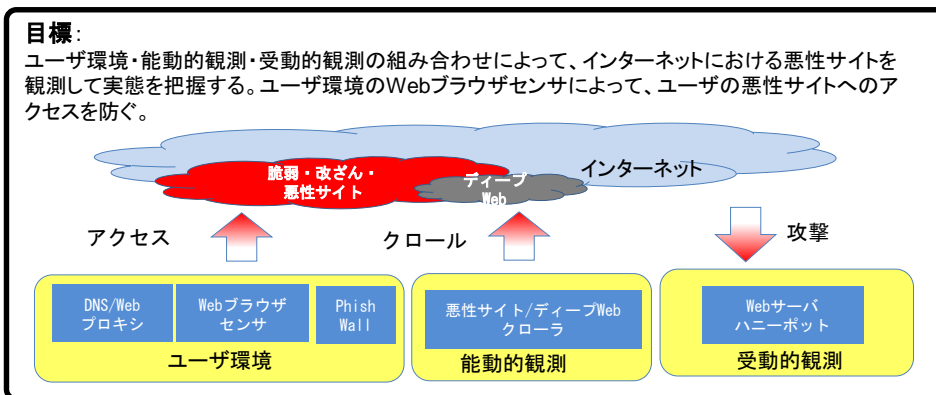 目標:
ユーザ環境・能動的観測・受動的観測の組み合わせによって、インターネットにおける悪性サイトを
観測して実態を把握する。ユーザ環境のWebブラウザセンサによって、ユーザの悪性サイトへのア
クセスを防ぐ。
脆弱・改ざん・
悪性サイト
ディープ
Web
インターネット
アクセス
クロール
攻撃
DNS/Web
プロキシ
Webブラウザ
センサ
Phish
Wall
ユーザ環境
悪性サイト/ディープWeb
クローラ
能動的観測
Webサーバ
ハニーポット
受動的観測